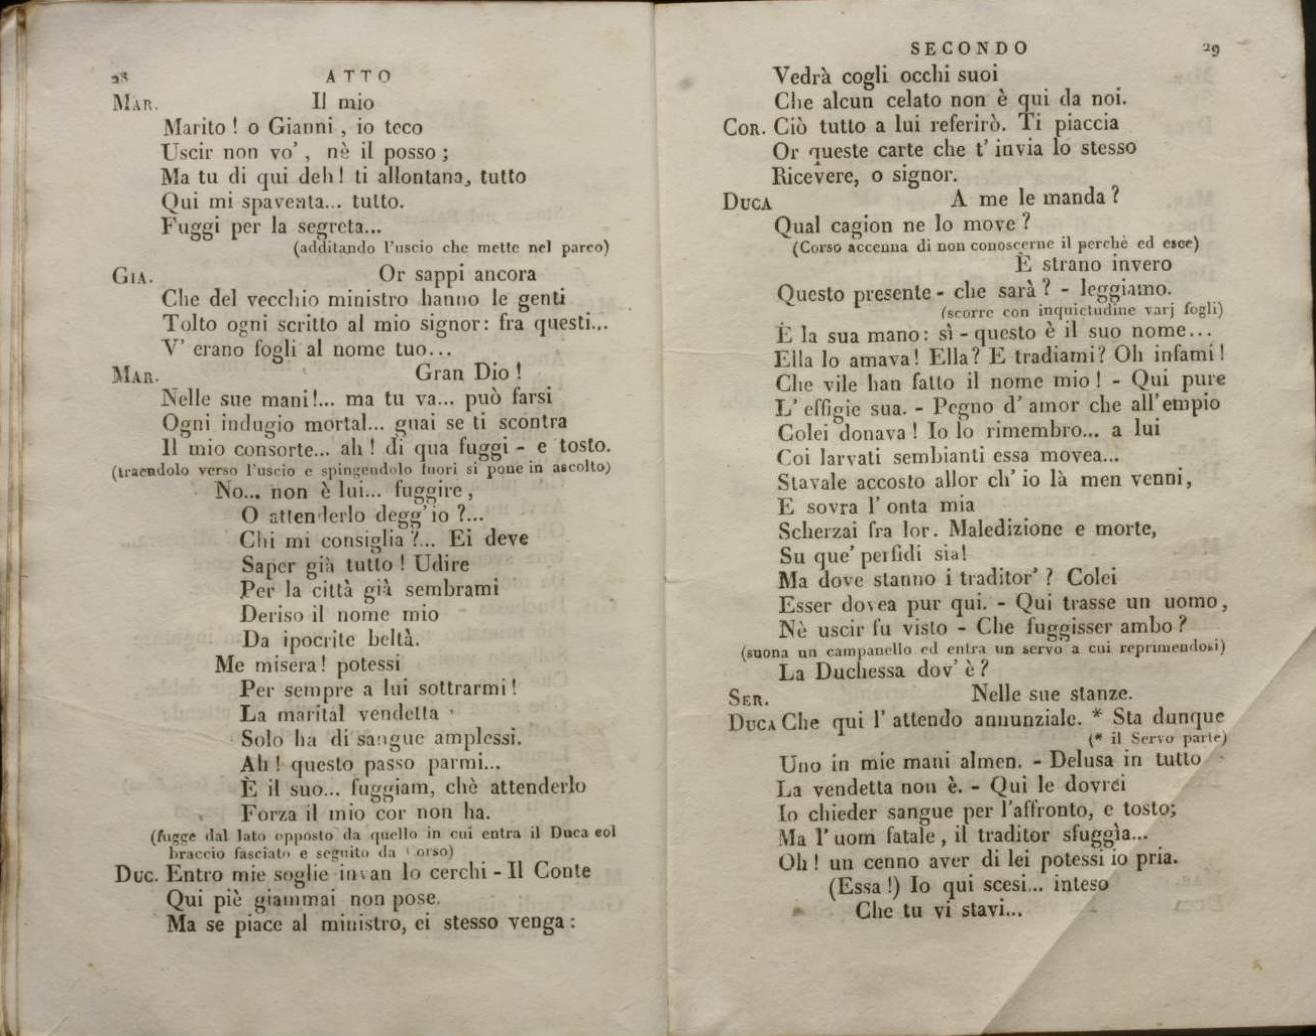 28 ATTO
MAR. Il mio
Marito ! o Gianni , io teco
Uscir non vo' , nè il posso ;
Ma tu di qui deh ! ti allontana, tutto
Qui mi spaventa... tutto.
Fuggi per la segreta...
(additando l'uscio che mette nel parco)
GIA. Or sappi ancora
Che del vecchio ministro hanno le genti
Tolto ogni scritto al mio signor: fra questi...
V' erano fogli al nome tuo...
MAR. Gran Dio !
Nelle sue mani !... ma tu va... può farsi
Ogni indugio mortal... guai se ti scontra
Il mio consorte... ah ! di qua fuggi - e tosto.
(traendolo verso l'uscio e spingendolo fuori si pone in ascolto)
No... non è lui... fuggire ,
O attenderlo degg' io ?...
Chi mi consiglia ?... Ei deve
Saper già tutto ! Udire
Per la città già sembrami
Deriso il nome mio
Da ipocrite beltà.
Me misera ! potessi
Per sempre a lui sottrarmi !
La marital vendetta
Solo ha di sangue amplessi.
Ah ! questo passo parmi...
È il suo... fuggiam, chè attenderlo
Forza il mio cor non ha.
(fugge dal lato opposto da quello in cui entra il Duca col
braccio fasciato e seguito da Corso)
DUC. Entro mie soglie invan lo cerchi - Il Conte
Qui piè giammai non pose.
Ma se piace al ministro, ei stesso venga :
SECONDO 29
Vedrà cogli occhi suoi
Che alcun celato non è qui da noi.
COR. Ciò tutto a lui referirò. Ti piaccia
Or queste carte che t' invia lo stesso
Ricevere, o signor.
DUCA A me le manda ?
Qual cagion ne lo move ?
(Corso accenna di non conoscerne il perchè ed esce)
È strano invero
Questo presente - che sarà ? - leggiamo.
(scorre con inquietudine varj fogli)
È la sua mano : sì - questo è il suo nome...
Ella lo amava ! Ella ? E tradiami ? Oh infami !
Che vile han fatto il nome mio ! - Qui pure
L' effigie sua. - Pegno d' amor che all' empio
Colei donava ! Io lo rimembro... a lui
Coi larvati sembianti essa movea...
Stavale accosto allor ch' io là men venni,
E sovra l' onta mia
Scherzai fra lor. Maledizione e morte,
Su que' perfidi sia !
Ma dove stanno i traditor' ? Colei
Esser dovea pur qui. - Qui trasse un uomo,
Nè uscir fu visto - Che fuggisser ambo ?
(suona un campanello ed entra un servo a cui reprimendosi)
La Duchessa dov' è ?
SER. Nelle sue stanze.
DUCA Che qui l' attendo annunziale. * Sta dunque
(* il Servo parte)
Uno in mie mani almen. - Delusa in tutto
La vendetta non è. - Qui le dovrei
Io chieder sangue per l'affronto, e tosto;
Ma l' uom fatale , il traditor sfuggìa...
Oh ! un cenno aver di lei potessi io pria.
(Essa !) Io qui scesi... inteso
Che tu vi stavi...